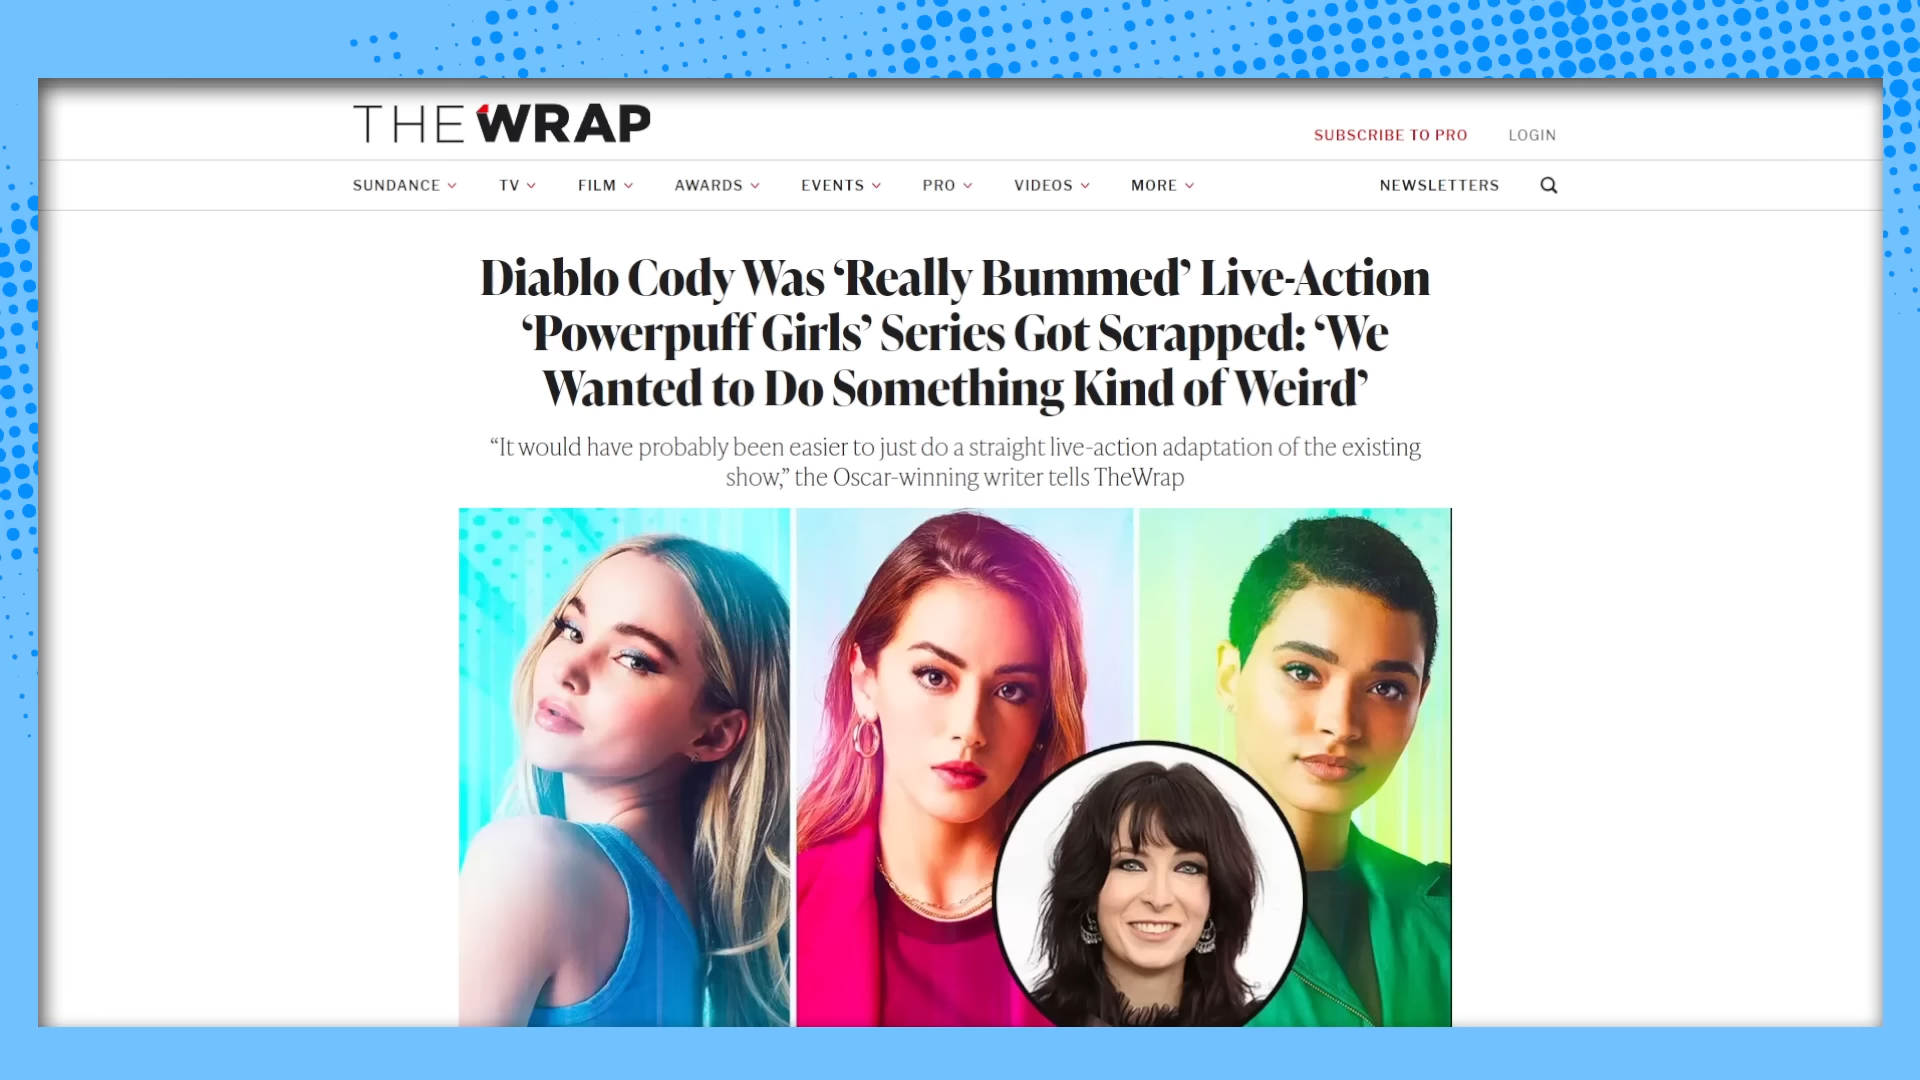 THE WRAP
SUBSCRIBE TO PRO LOGIN
SUNDANCE TV FILM AWARDS EVENTS PRO VIDEOS MORE NEWSLETTERS
Diablo Cody Was ‘Really Bummed’ Live-Action
‘Powerpuff Girls’ Series Got Scrapped: ‘We
Wanted to Do Something Kind of Weird’
“It would have probably been easier to just do a straight live-action adaptation of the existing
show,” the Oscar-winning writer tells TheWrap